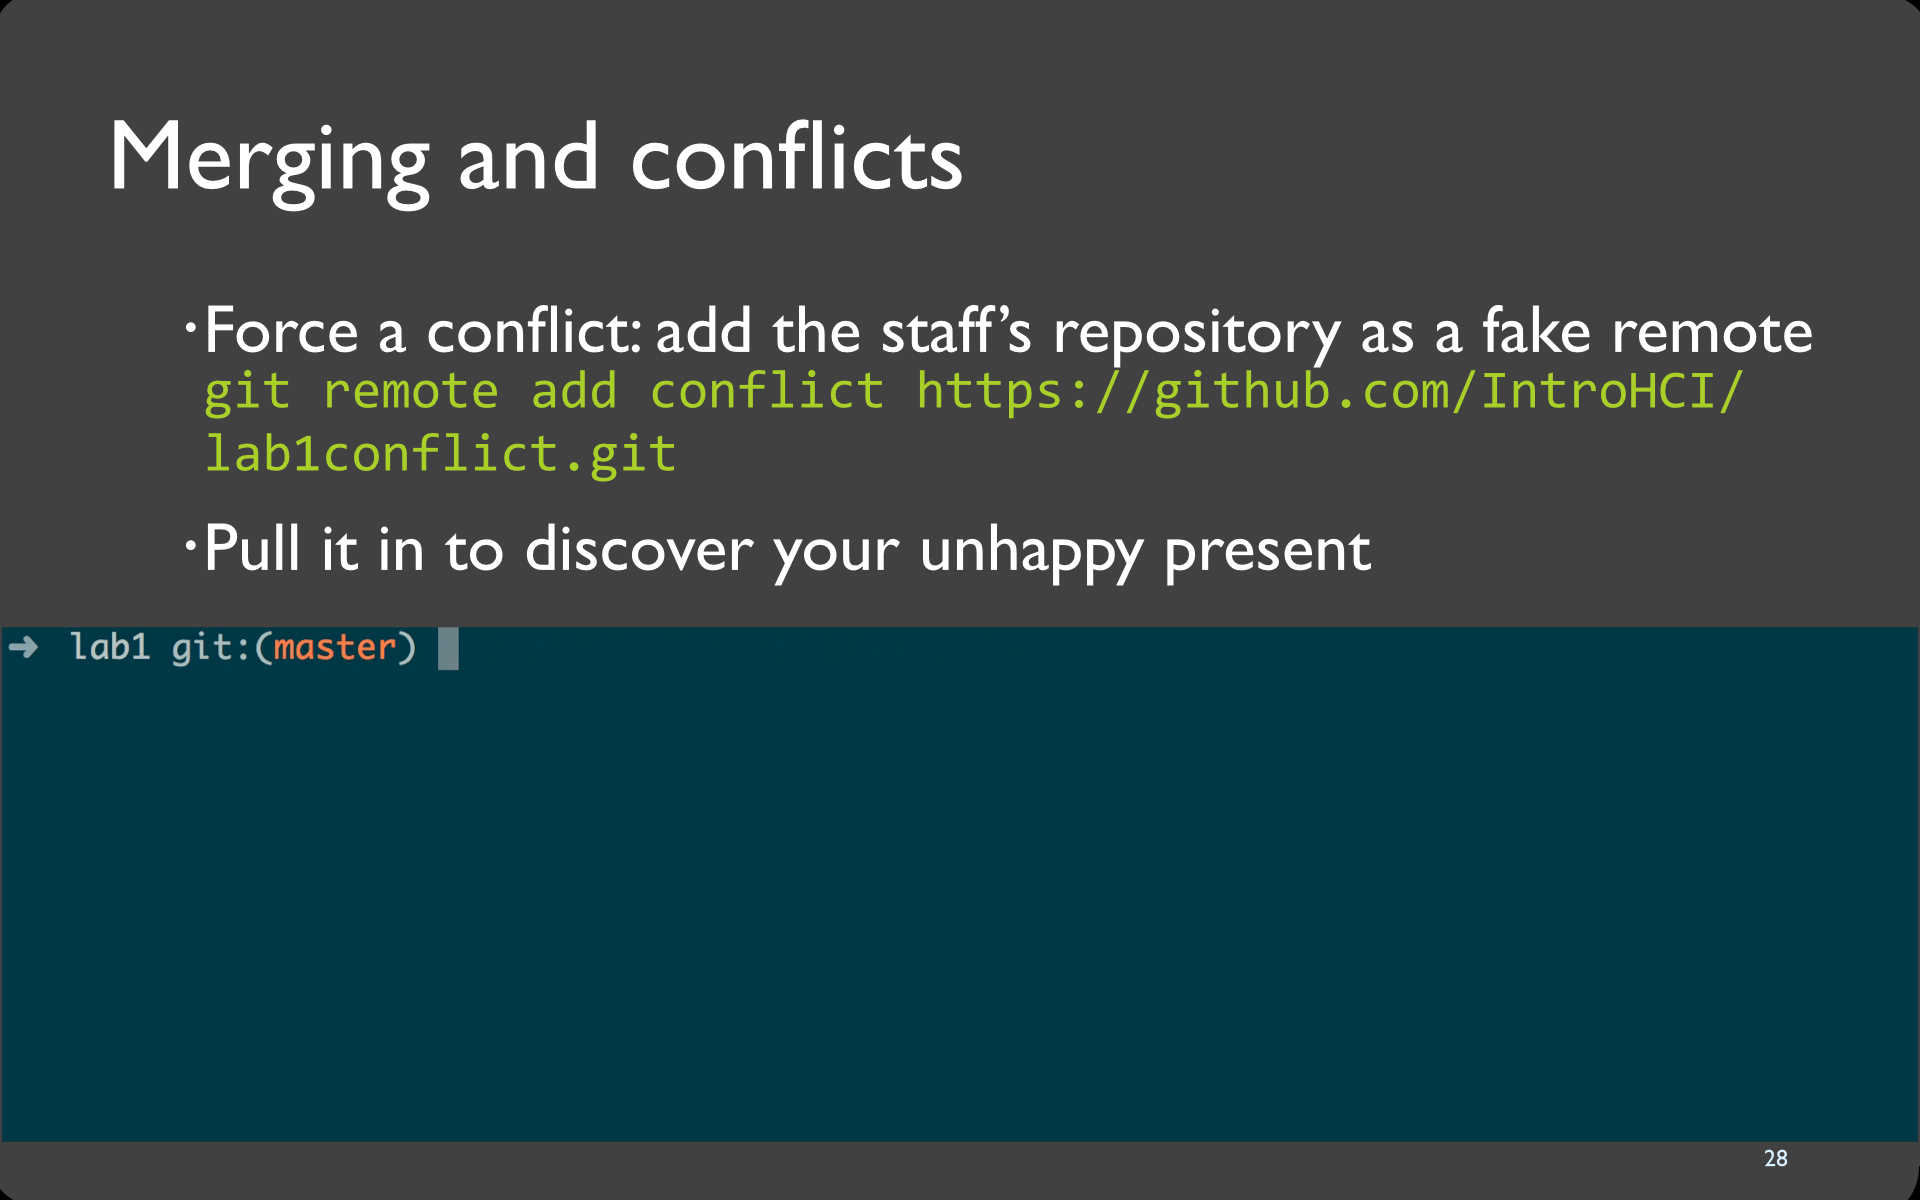 Merging and conflicts
•Force a conflict: add the staff’s repository as a fake remote
git remote add conflict https://github.com/IntroHCI/
lab1conflict.git
•Pull it in to discover your unhappy present
➜ lab1 git:(master)
28